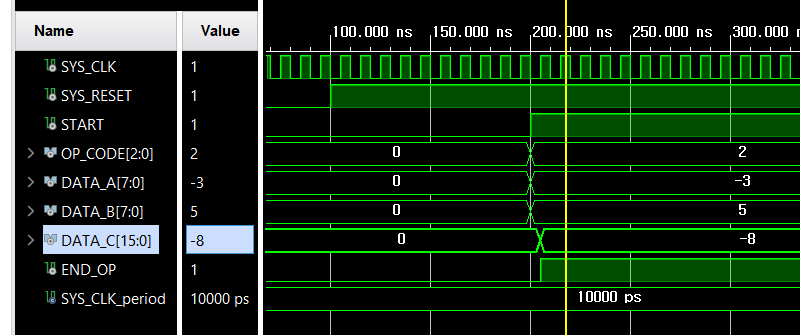 Name Value 100.000 ns 150.000 ns 200.000 ns 250.000 ns 300.000
SYS_CLK 1
SYS_RESET 1
START 1
OP_CODE[2:0] 2 0 2
DATA_A[7:0] -3 0 -3
DATA_B[7:0] 5 0 5
DATA_C[15:0] -8 0 -8
END_OP 1
SYS_CLK_period 10000 ps 10000 ps